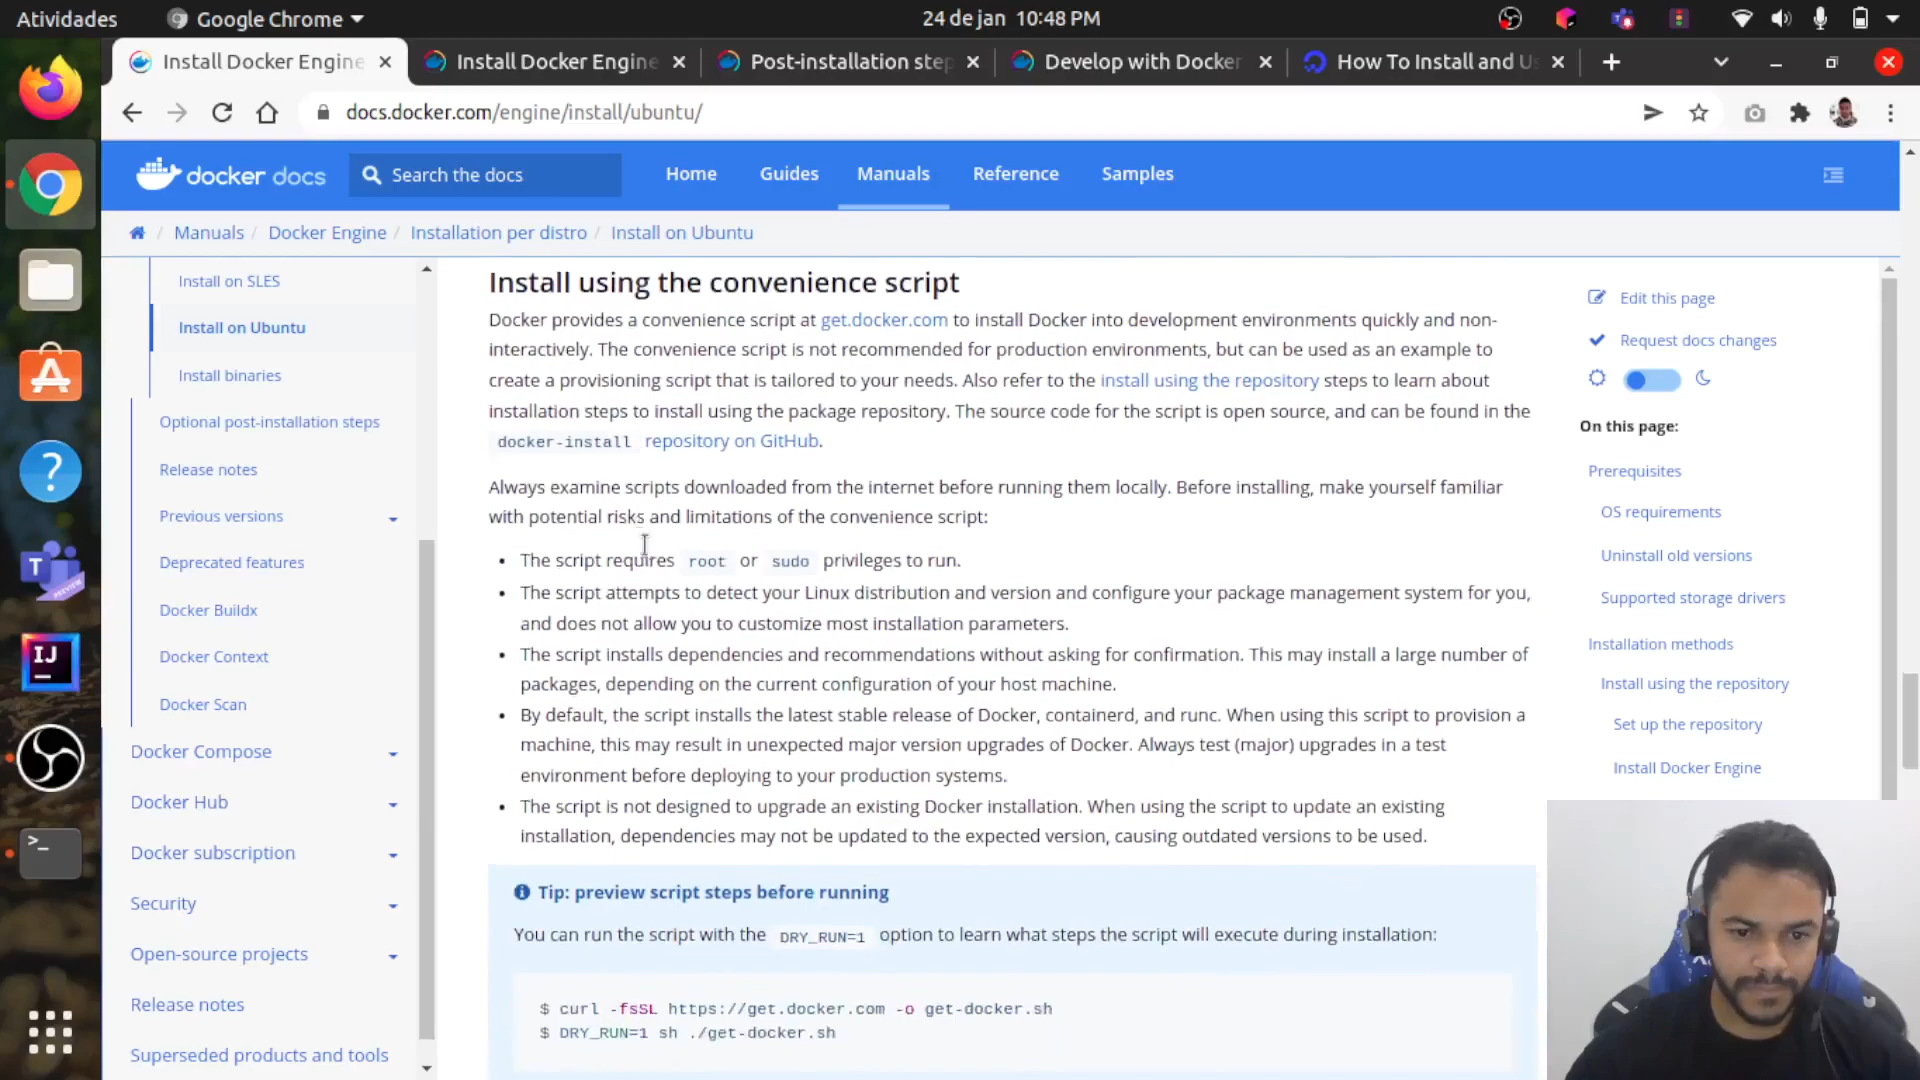 Atividades
Google Chrome
24 de jan 10:48 PM
Install Docker Engine
Install Docker Engine
Post-installation step
Develop with Docker
How To Install and Us
docs.docker.com/engine/install/ubuntu/
docker docs
Search the docs
Home
Guides
Manuals
Reference
Samples
/ Manuals / Docker Engine / Installation per distro / Install on Ubuntu
Install on SLES
Install on Ubuntu
Install binaries
Optional post-installation steps
Release notes
Previous versions
Deprecated features
Docker Buildx
Docker Context
Docker Scan
Docker Compose
Docker Hub
Docker subscription
Security
Open-source projects
Release notes
Superseded products and tools
Install using the convenience script
Docker provides a convenience script at get.docker.com to install Docker into development environments quickly and non-
interactively. The convenience script is not recommended for production environments, but can be used as an example to
create a provisioning script that is tailored to your needs. Also refer to the install using the repository steps to learn about
installation steps to install using the package repository. The source code for the script is open source, and can be found in the
docker-install repository on GitHub.
Always examine scripts downloaded from the internet before running them locally. Before installing, make yourself familiar
with potential risks and limitations of the convenience script:
• The script requires root or sudo privileges to run.
• The script attempts to detect your Linux distribution and version and configure your package management system for you,
and does not allow you to customize most installation parameters.
• The script installs dependencies and recommendations without asking for confirmation. This may install a large number of
packages, depending on the current configuration of your host machine.
• By default, the script installs the latest stable release of Docker, containerd, and runc. When using this script to provision a
machine, this may result in unexpected major version upgrades of Docker. Always test (major) upgrades in a test
environment before deploying to your production systems.
• The script is not designed to upgrade an existing Docker installation. When using the script to update an existing
installation, dependencies may not be updated to the expected version, causing outdated versions to be used.
Tip: preview script steps before running
You can run the script with the DRY_RUN=1 option to learn what steps the script will execute during installation:
$ curl -fsSL https://get.docker.com -o get-docker.sh
$ DRY_RUN=1 sh ./get-docker.sh
Edit this page
Request docs changes
On this page:
Prerequisites
OS requirements
Uninstall old versions
Supported storage drivers
Installation methods
Install using the repository
Set up the repository
Install Docker Engine
T
PREVIEW
IJ
>_